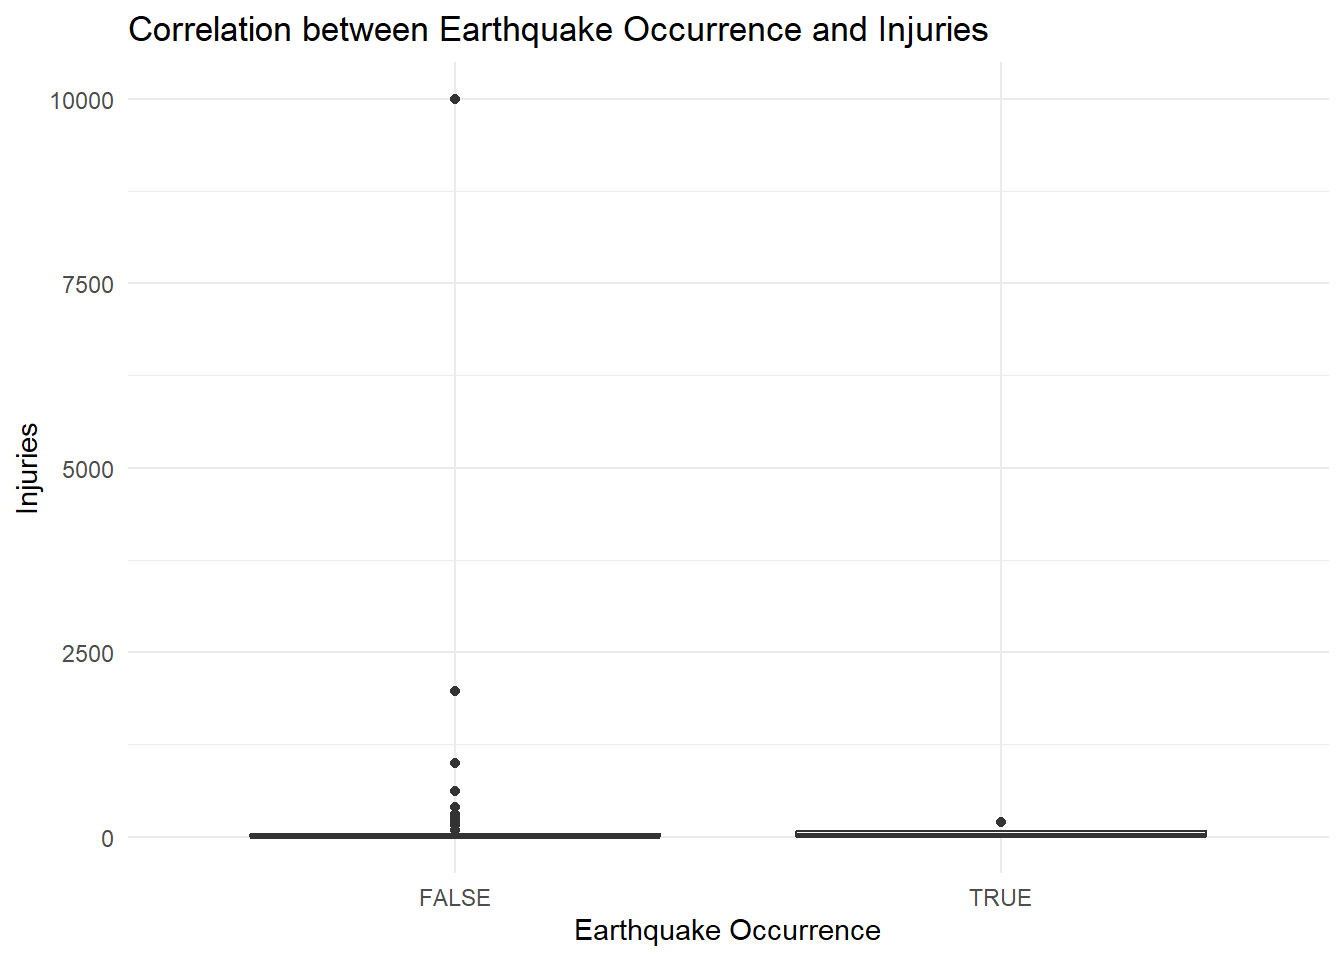 Correlation between Earthquake Occurrence and Injuries
10000
7500
5000
2500
0
Injuries
FALSE
TRUE
Earthquake Occurrence